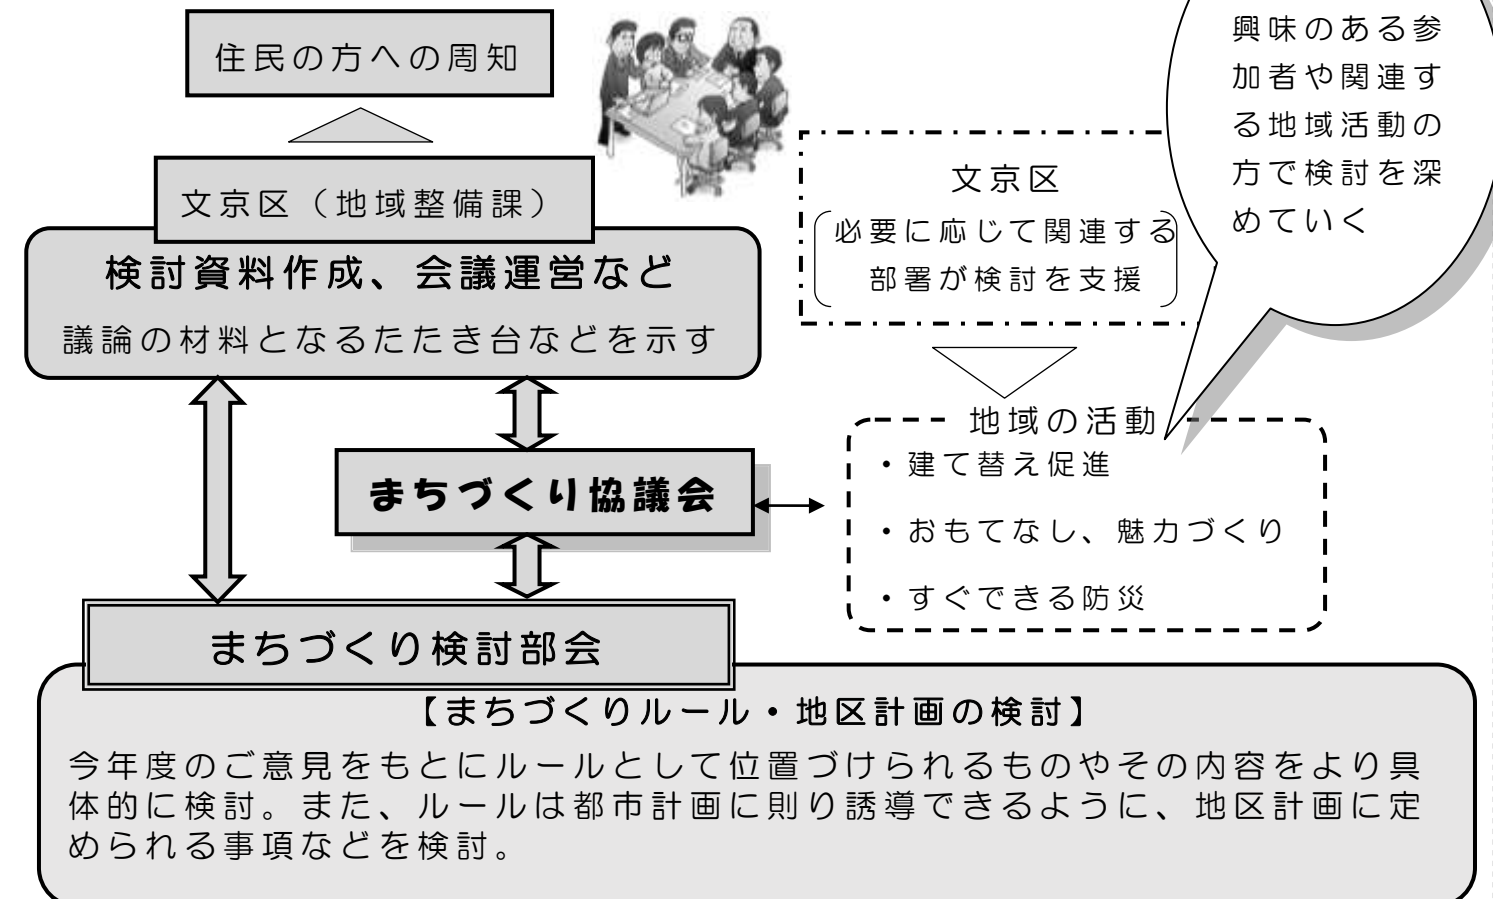 住民の方への周知
文京区（地域整備課）
検討資料作成、会議運営など
議論の材料となるたたき台などを示す
文京区
必要に応じて関連する
部署が検討を支援
興味のある参
加者や関連す
る地域活動の
方で検討を深
めていく
まちづくり協議会
地域の活動
・建て替え促進
・おもてなし、魅力づくり
・すぐできる防災
まちづくり検討部会
【まちづくりルール・地区計画の検討】
今年度のご意見をもとにルールとして位置づけられるものやその内容をより具
体的に検討。また、ルールは都市計画に則り誘導できるように、地区計画に定
められる事項などを検討。